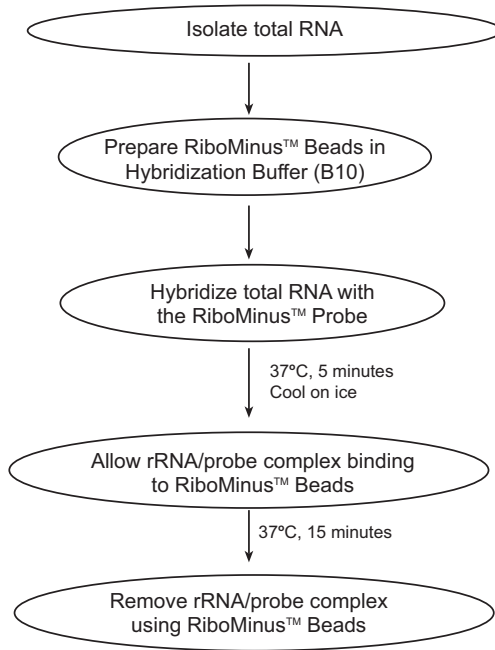 Isolate total RNA
Prepare RiboMinus™ Beads in
Hybridization Buffer (B10)
Hybridize total RNA with
the RiboMinus™ Probe
37ºC, 5 minutes
Cool on ice
Allow rRNA/probe complex binding
to RiboMinus™ Beads
37ºC, 15 minutes
Remove rRNA/probe complex
using RiboMinus™ Beads